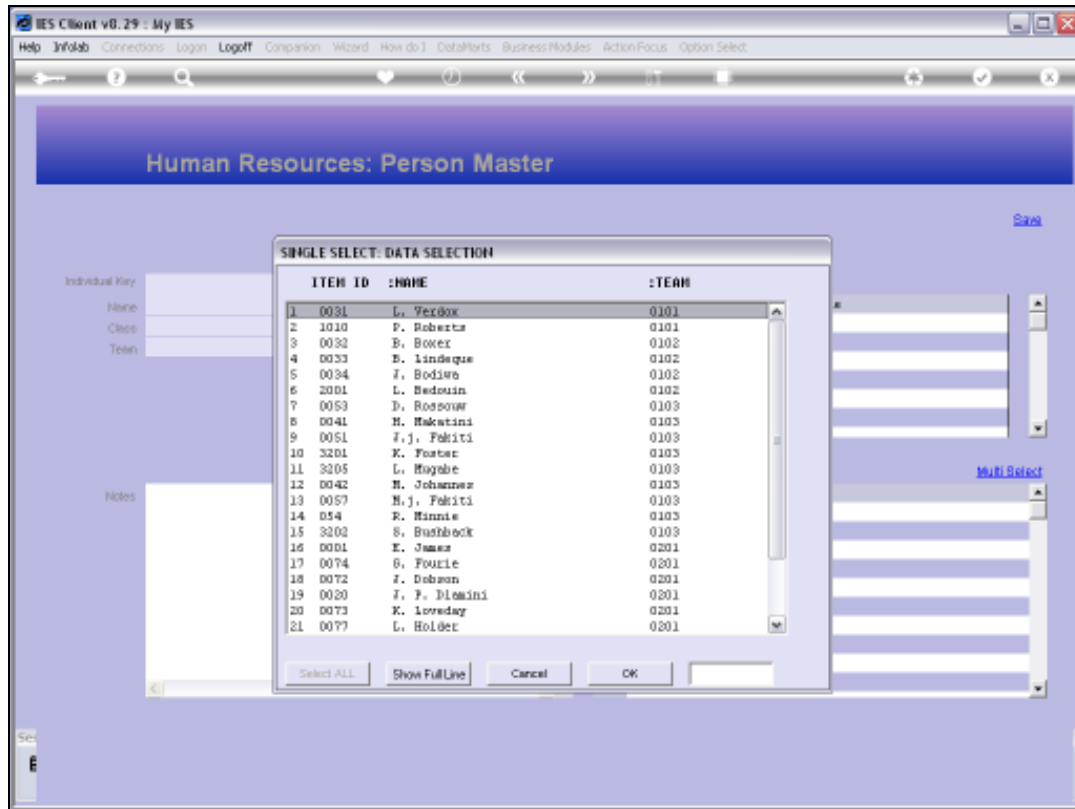 IES Client v8.29 : My IES
Help Infolab Connections Logon Logoff Companion Wizard How do I DataMarts Business Modules Action Focus Option Select
Human Resources: Person Master
Save
SINGLE SELECT: DATA SELECTION
Individual Key
Name
Class
Team
Notes
Multi Select
ITEM ID :NAME :TEAM
1 0031 L. Verdox 0101
2 1010 P. Roberts 0101
3 0032 B. Boxer 0102
4 0033 B. Lindeque 0102
5 0034 J. Bodiwa 0102
6 2001 L. Bedouin 0102
7 0053 D. Rossouw 0103
8 0041 M. Makatini 0103
9 0051 J.j. Fakiti 0103
10 3201 K. Foster 0103
11 3205 L. Mugabe 0103
12 0042 M. Johannes 0103
13 0057 N.j. Fakiti 0103
14 054 R. Minnie 0103
15 3202 S. Bushback 0103
16 0001 E. James 0201
17 0074 G. Fourie 0201
18 0072 J. Dobson 0201
19 0020 J. P. Dlamini 0201
20 0073 K. Loveday 0201
21 0077 L. Holder 0201
Select ALL Show Full Line Cancel OK